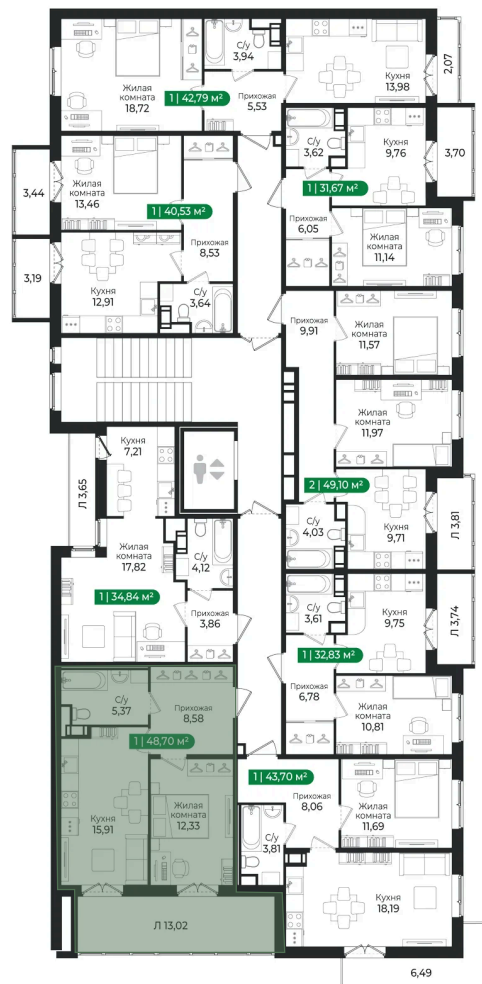 С/у
3,94
Жилая
комната
18,72
1 | 42,79 м²
Прихожая
5,53
Кухня
13,98
2,07
С/у
3,62
Кухня
9,76
3,70
3,44
Жилая
комната
13,46
1 | 40,53 м²
1 | 31,67 м²
6,05
Прихожая
Жилая
комната
11,14
Прихожая
8,53
3,19
Кухня
12,91
С/у
3,64
Прихожая
9,91
Жилая
комната
11,57
Жилая
комната
11,97
Кухня
7,21
Л 3,65
2 | 49,10 м²
С/у
4,03
Кухня
9,71
Л 3,81
Жилая
комната
17,82
С/у
4,12
1 | 34,84 м²
Прихожая
3,86
С/у
3,61
Кухня
9,75
Л 3,74
1 | 32,83 м²
Прихожая
6,78
Жилая
комната
10,81
С/у
5,37
Прихожая
8,58
1 | 48,70 м²
1 | 43,70 м²
Прихожая
8,06
Жилая
комната
11,69
Кухня
15,91
Жилая
комната
12,33
С/у
3,81
Кухня
18,19
Л 13,02
6,49